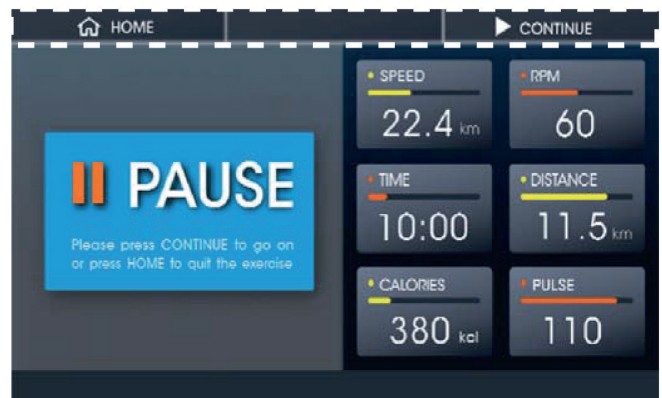 HOME
CONTINUE
PAUSE
Please press CONTINUE to go on
or press HOME to quit the exercise
SPEED
22.4 km
RPM
60
TIME
10:00
DISTANCE
11.5 km
CALORIES
380 kal
PULSE
110